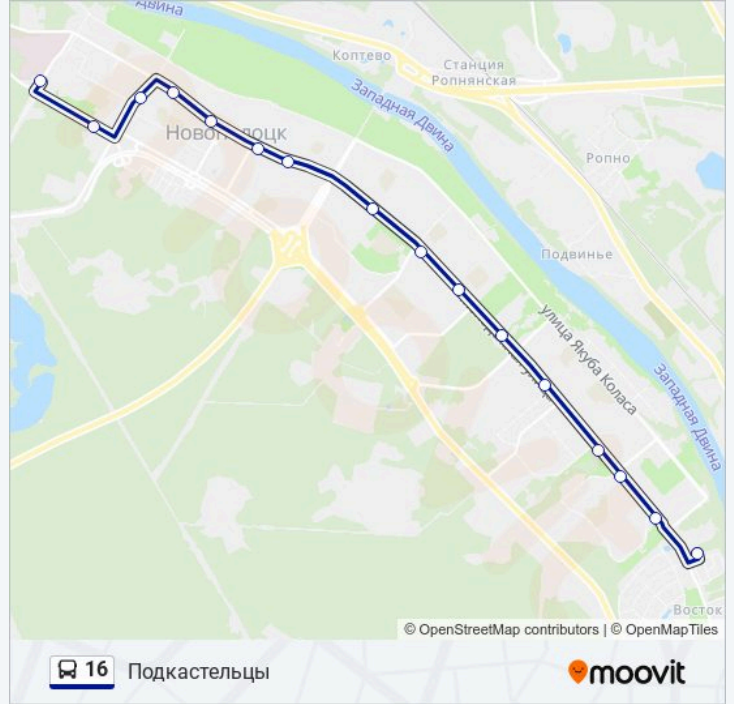 Двина
Коптево
Станция
Ропнянская
Западная Двина
Новополоцк
Ропно
Подвинье
улица Якуба Коласа
Западная Двина
Восток
© OpenStreetMap contributors | © OpenMapTiles
16 Подкастельцы
moovit